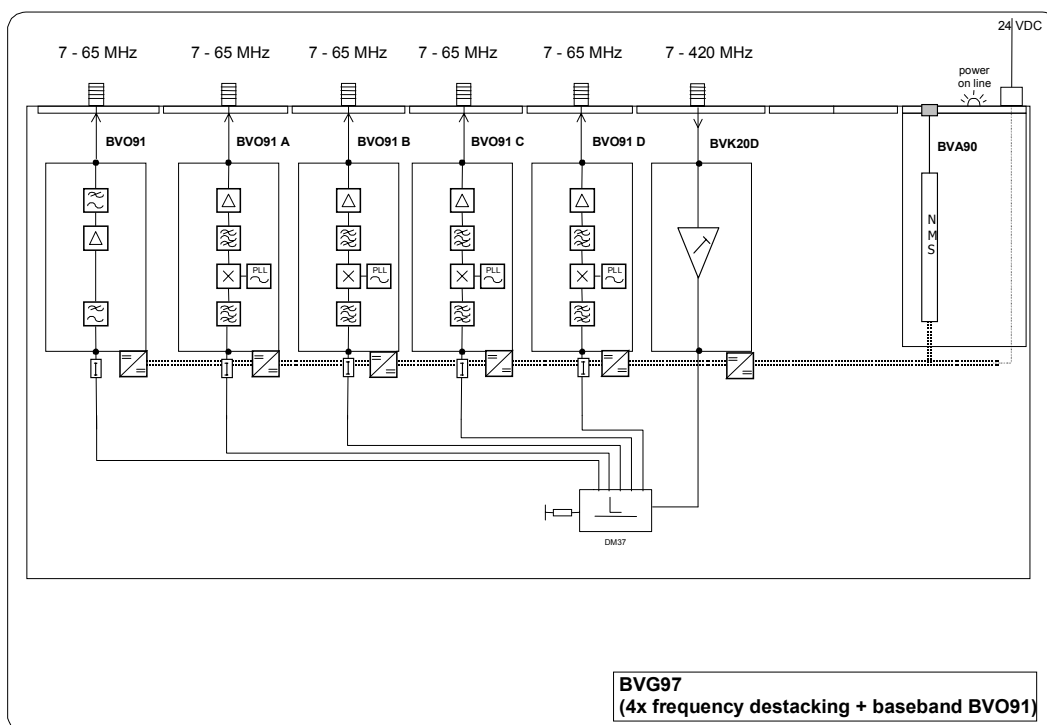 24 VDC
7 - 65 MHz 7 - 65 MHz 7 - 65 MHz 7 - 65 MHz 7 - 65 MHz 7 - 420 MHz
power
on line
BVO91 BVO91 A BVO91 B BVO91 C BVO91 D BVK20D BVA90
NMS
PLL PLL PLL PLL
DM37
BVG97
(4x frequency destacking + baseband BVO91)